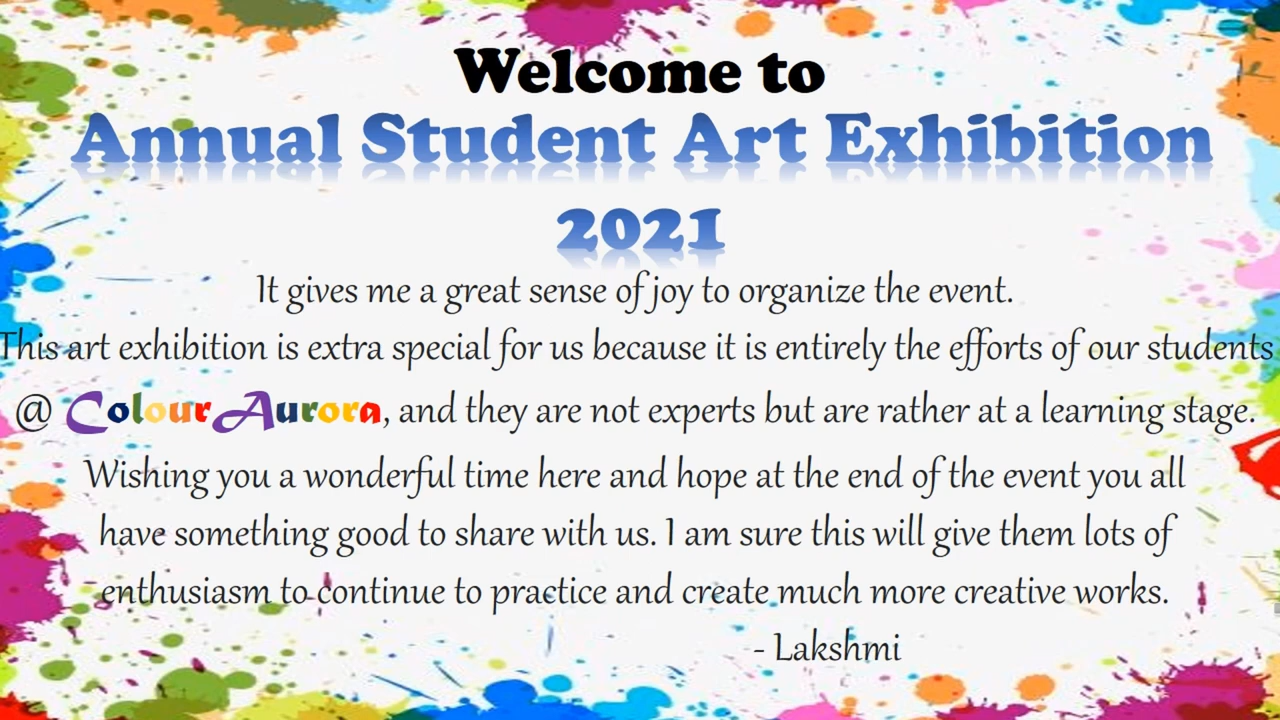 Welcome to
Annual Student Art Exhibition
2021
It gives me a great sense of joy to organize the event.
This art exhibition is extra special for us because it is entirely the efforts of our students
@ Colour Aurora, and they are not experts but are rather at a learning stage.
Wishing you a wonderful time here and hope at the end of the event you all
have something good to share with us. I am sure this will give them lots of
enthusiasm to continue to practice and create much more creative works.
- Lakshmi